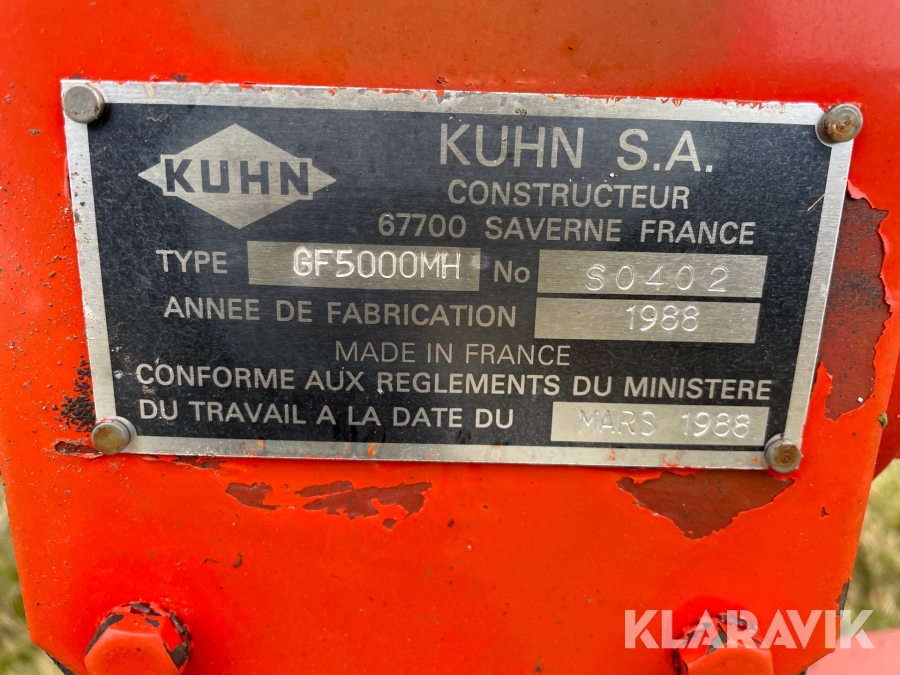 KUHN
KUHN S.A.
CONSTRUCTEUR
67700 SAVERNE FRANCE
TYPE GF5000MH No S0402
ANNEE DE FABRICATION 1988
MADE IN FRANCE
CONFORME AUX REGLEMENTS DU MINISTERE
DU TRAVAIL A LA DATE DU MARS 1988
KLARAVIK